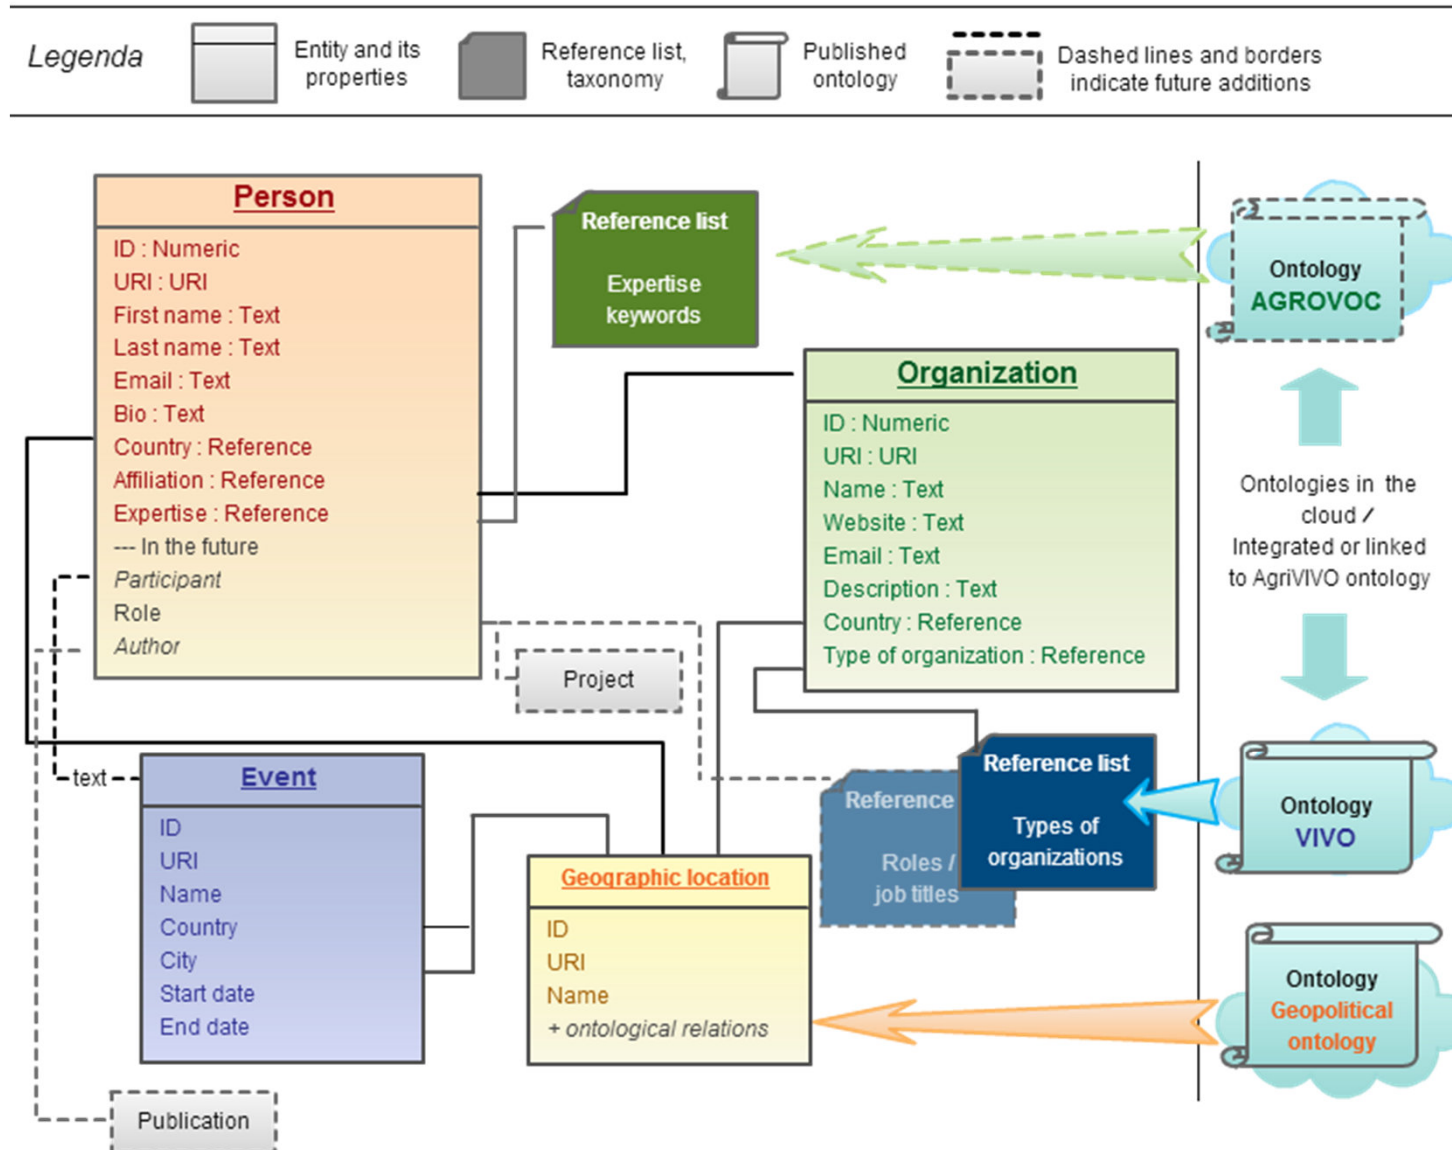 Legenda
Entity and its
properties
Reference list,
taxonomy
Published
ontology
Dashed lines and borders
indicate future additions
Person
ID : Numeric
URI : URI
First name : Text
Last name : Text
Email : Text
Bio : Text
Country : Reference
Affiliation : Reference
Expertise : Reference
--- In the future
Participant
Role
Author
Reference list
Expertise
keywords
Organization
ID : Numeric
URI : URI
Name : Text
Website : Text
Email : Text
Description : Text
Country : Reference
Type of organization : Reference
Ontology
AGROVOC
Ontologies in the
cloud /
Integrated or linked
to AgriVIVO ontology
Project
text
Event
ID
URI
Name
Country
City
Start date
End date
Geographic location
ID
URI
Name
+ ontological relations
Reference
Roles /
job titles
Reference list
Types of
organizations
Ontology
VIVO
Ontology
Geopolitical
ontology
Publication